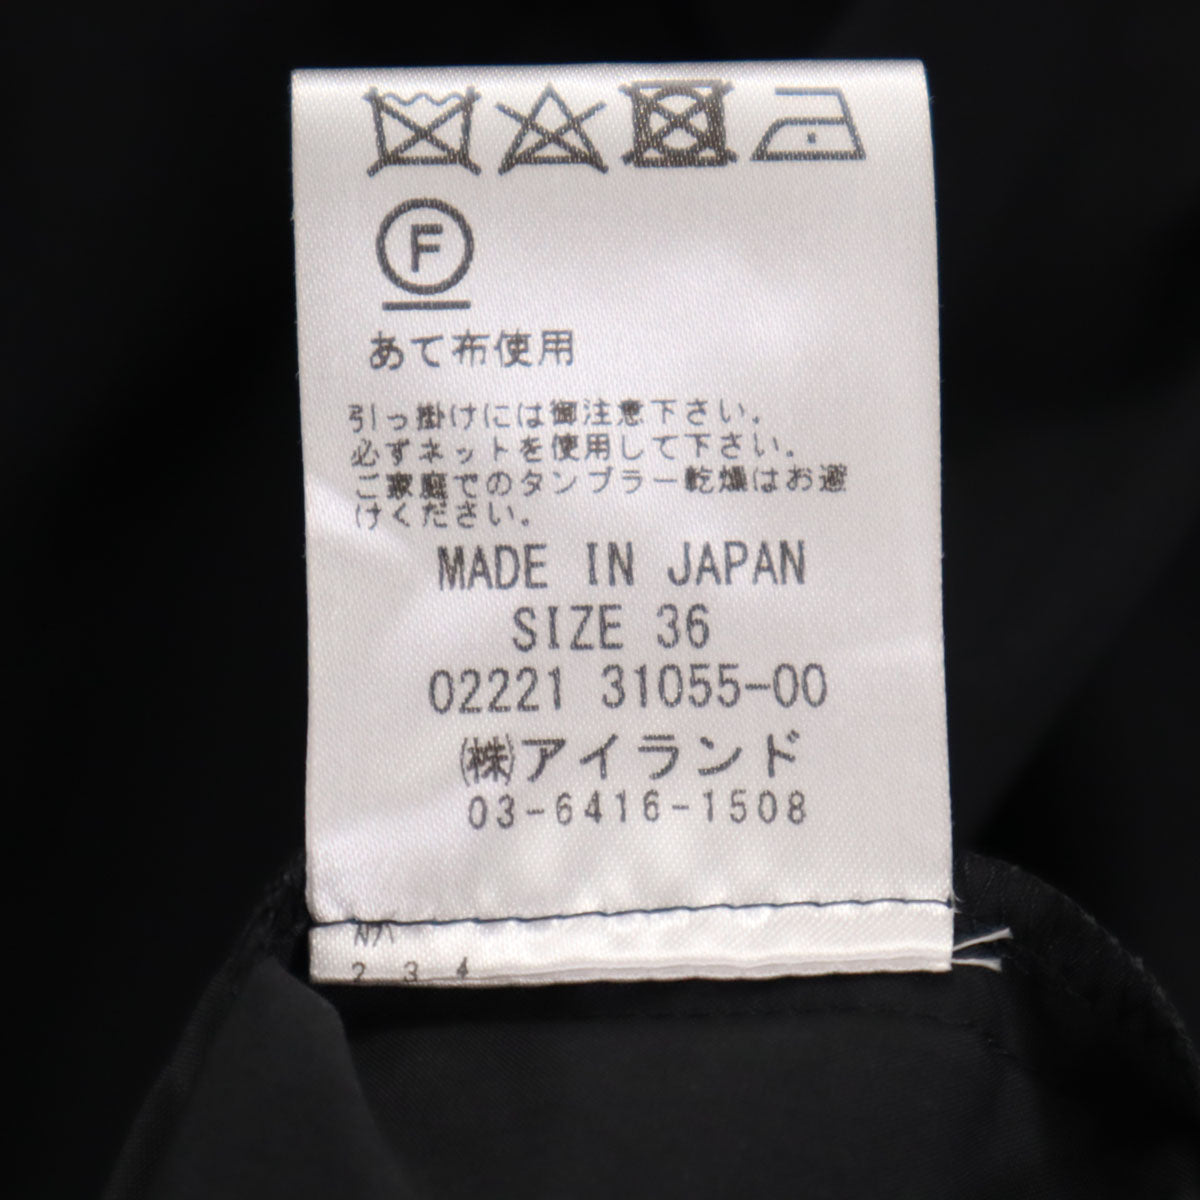 F
あて布使用
引っ掛けには御注意下さい。
必ずネットを使用して下さい。
ご家庭でのタンブラー乾燥はお避
けください。
MADE IN JAPAN
SIZE 36
02221 31055-00
㈱アイランド
03-6416-1508
2 3 4